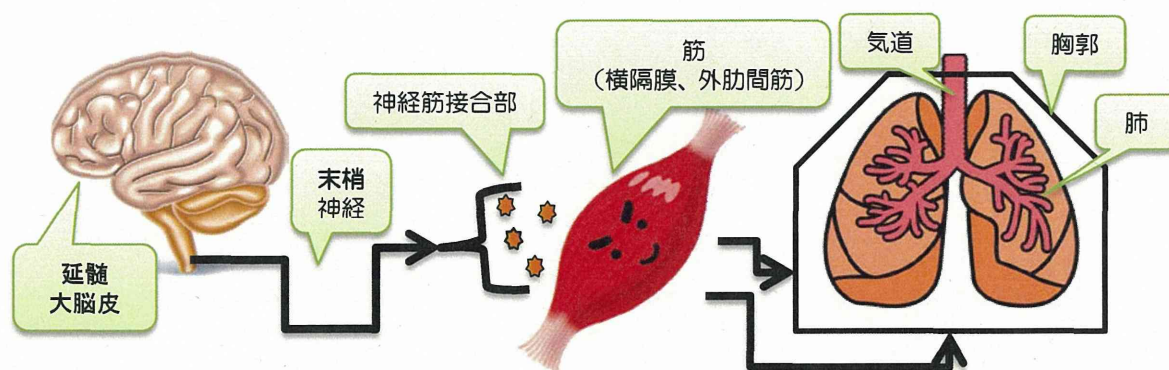 延髄
大脳皮
末梢
神経
神経筋接合部
筋
（横隔膜、外肋間筋）
気道
胸郭
肺